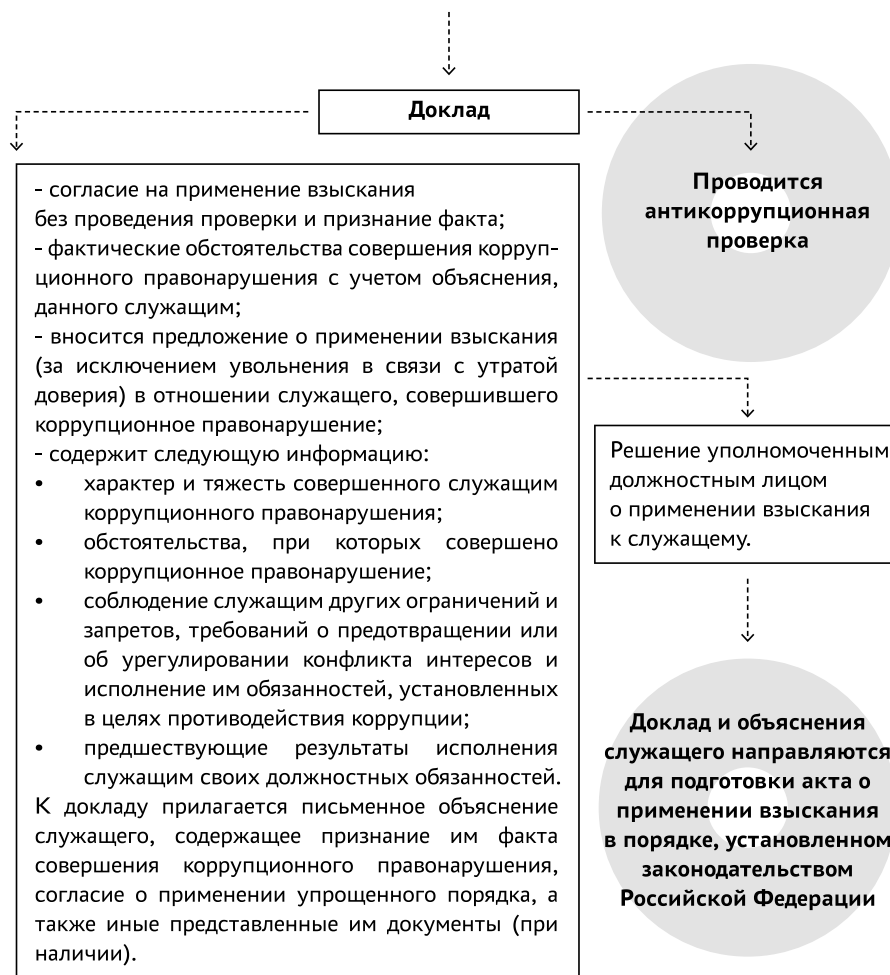 Доклад
Проводится
антикоррупционная
проверка
- согласие на применение взыскания
без проведения проверки и признание факта;
- фактические обстоятельства совершения корруп-
ционного правонарушения с учетом объяснения,
данного служащим;
- вносится предложение о применении взыскания
(за исключением увольнения в связи с утратой
доверия) в отношении служащего, совершившего
коррупционное правонарушение;
- содержит следующую информацию:
• характер и тяжесть совершенного служащим
коррупционного правонарушения;
• обстоятельства, при которых совершено
коррупционное правонарушение;
• соблюдение служащим других ограничений и
запретов, требований о предотвращении или
об урегулировании конфликта интересов и
исполнение им обязанностей, установленных
в целях противодействия коррупции;
• предшествующие результаты исполнения
служащим своих должностных обязанностей.
К докладу прилагается письменное объяснение
служащего, содержащее признание им факта
совершения коррупционного правонарушения,
согласие о применении упрощенного порядка, а
также иные представленные им документы (при
наличии).
Решение уполномоченным
должностным лицом
о применении взыскания
к служащему.
Доклад и объяснения
служащего направляются
для подготовки акта о
применении взыскания
в порядке, установленном
законодательством
Российской Федерации